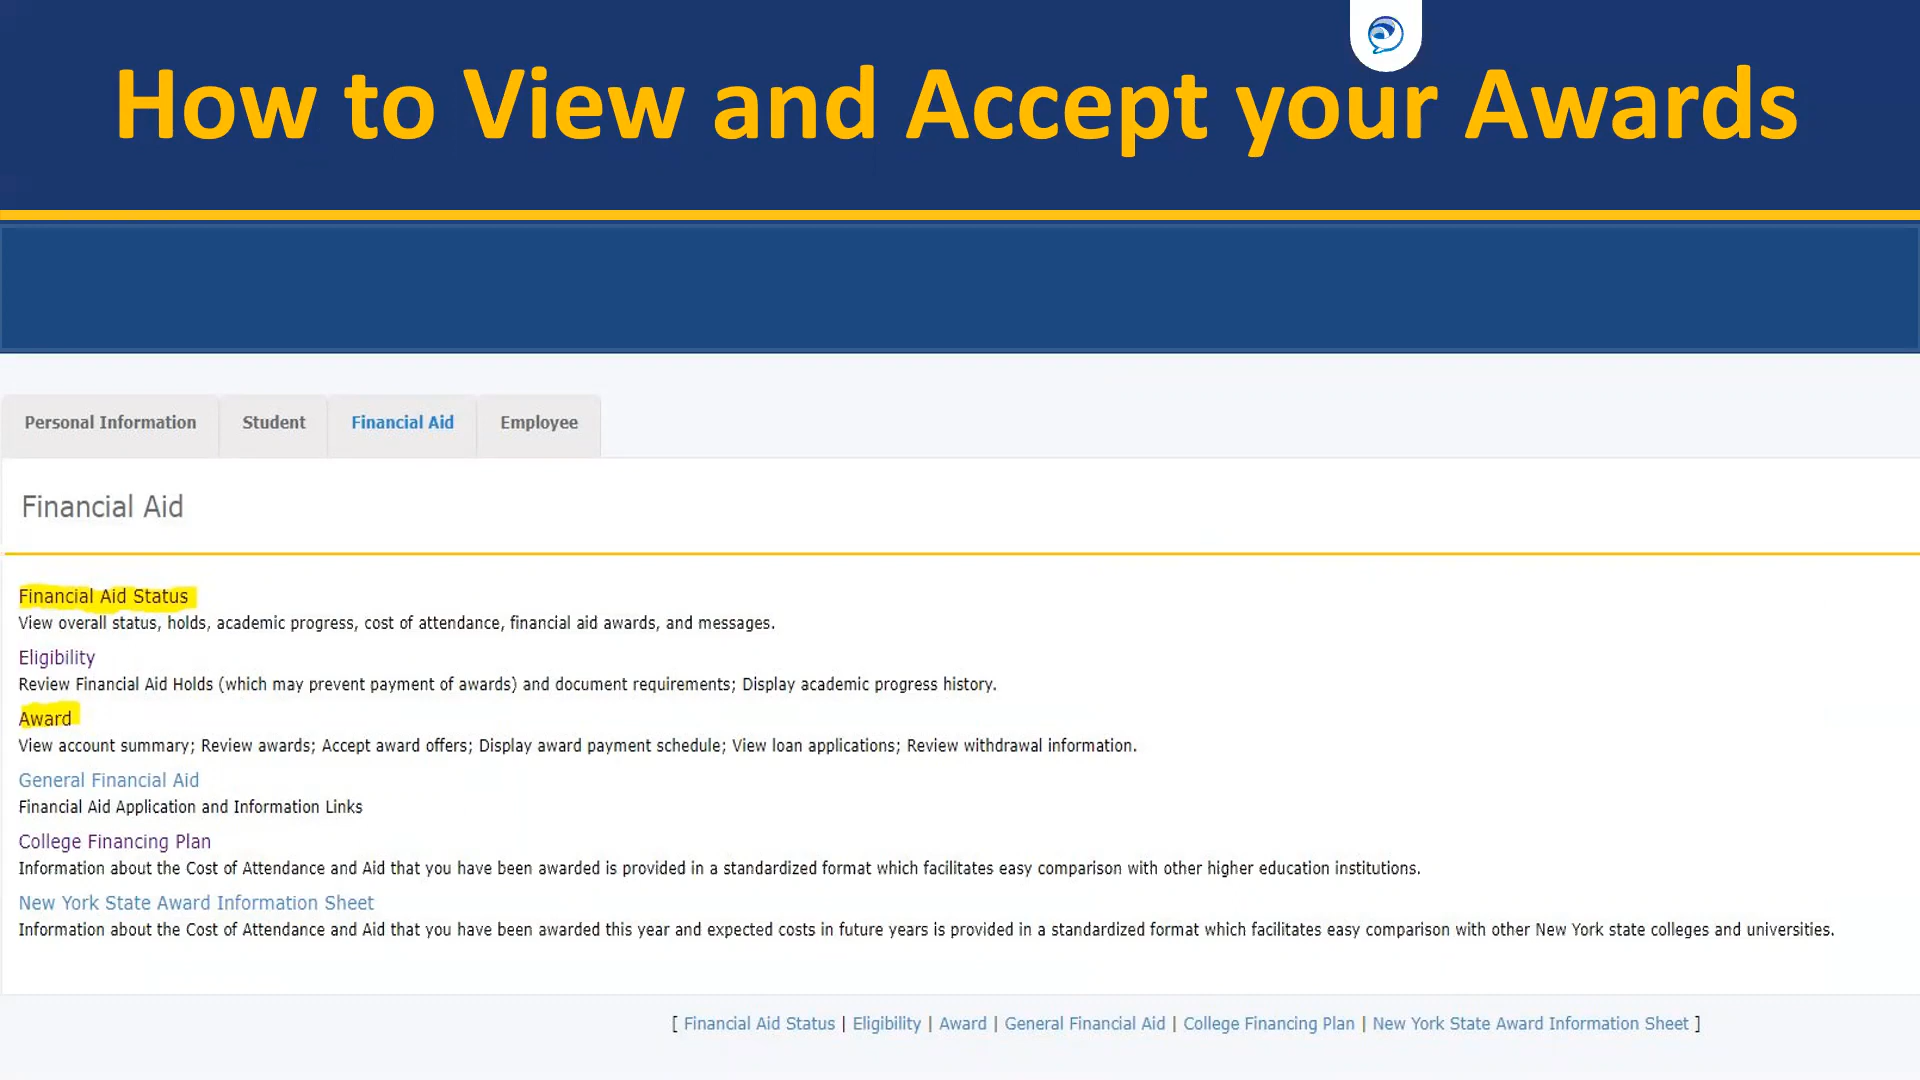 How to View and Accept your Awards
Personal Information Student Financial Aid Employee
Financial Aid
Financial Aid Status
View overall status, holds, academic progress, cost of attendance, financial aid awards, and messages.
Eligibility
Review Financial Aid Holds (which may prevent payment of awards) and document requirements; Display academic progress history.
Award
View account summary; Review awards; Accept award offers; Display award payment schedule; View loan applications; Review withdrawal information.
General Financial Aid
Financial Aid Application and Information Links
College Financing Plan
Information about the Cost of Attendance and Aid that you have been awarded is provided in a standardized format which facilitates easy comparison with other higher education institutions.
New York State Award Information Sheet
Information about the Cost of Attendance and Aid that you have been awarded this year and expected costs in future years is provided in a standardized format which facilitates easy comparison with other New York state colleges and universities.
[ Financial Aid Status | Eligibility | Award | General Financial Aid | College Financing Plan | New York State Award Information Sheet ]